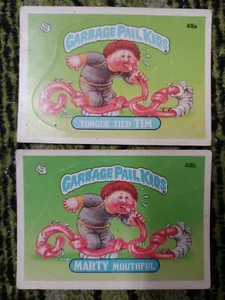 48a
GARBAGE PAIL KIDS
TONGUE TIED TIM
48b
GARBAGE PAIL KIDS
MARTY MOUTHFUL